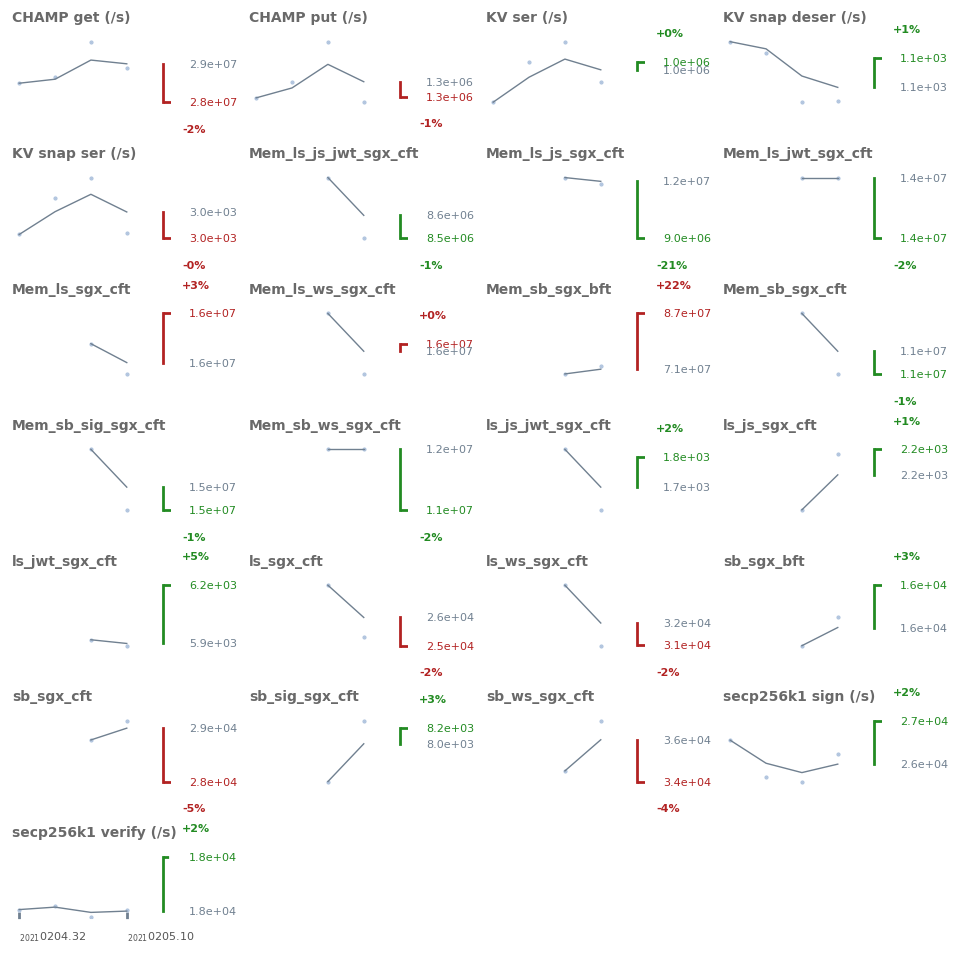 CHAMP get (/s)
2.9e+07
2.8e+07
-2%
CHAMP put (/s)
1.3e+06
1.3e+06
-1%
KV ser (/s)
+0%
1.0e+06
1.0e+06
KV snap deser (/s)
+1%
1.1e+03
1.1e+03
KV snap ser (/s)
3.0e+03
3.0e+03
-0%
Mem_ls_js_jwt_sgx_cft
8.6e+06
8.5e+06
-1%
Mem_ls_js_sgx_cft
1.2e+07
9.0e+06
-21%
Mem_ls_jwt_sgx_cft
1.4e+07
1.4e+07
-2%
Mem_ls_sgx_cft
+3%
1.6e+07
1.6e+07
Mem_ls_ws_sgx_cft
+0%
1.6e+07
1.6e+07
Mem_sb_sgx_bft
+22%
8.7e+07
7.1e+07
Mem_sb_sgx_cft
1.1e+07
1.1e+07
-1%
Mem_sb_sig_sgx_cft
1.5e+07
1.5e+07
-1%
Mem_sb_ws_sgx_cft
1.2e+07
1.1e+07
-2%
ls_js_jwt_sgx_cft
+2%
1.8e+03
1.7e+03
ls_js_sgx_cft
+1%
2.2e+03
2.2e+03
ls_jwt_sgx_cft
+5%
6.2e+03
5.9e+03
ls_sgx_cft
2.6e+04
2.5e+04
-2%
ls_ws_sgx_cft
3.2e+04
3.1e+04
-2%
sb_sgx_bft
+3%
1.6e+04
1.6e+04
sb_sgx_cft
2.9e+04
2.8e+04
-5%
sb_sig_sgx_cft
+3%
8.2e+03
8.0e+03
sb_ws_sgx_cft
3.6e+04
3.4e+04
-4%
secp256k1 sign (/s)
+2%
2.7e+04
2.6e+04
secp256k1 verify (/s)
+2%
1.8e+04
1.8e+04
20210204.32
20210205.10